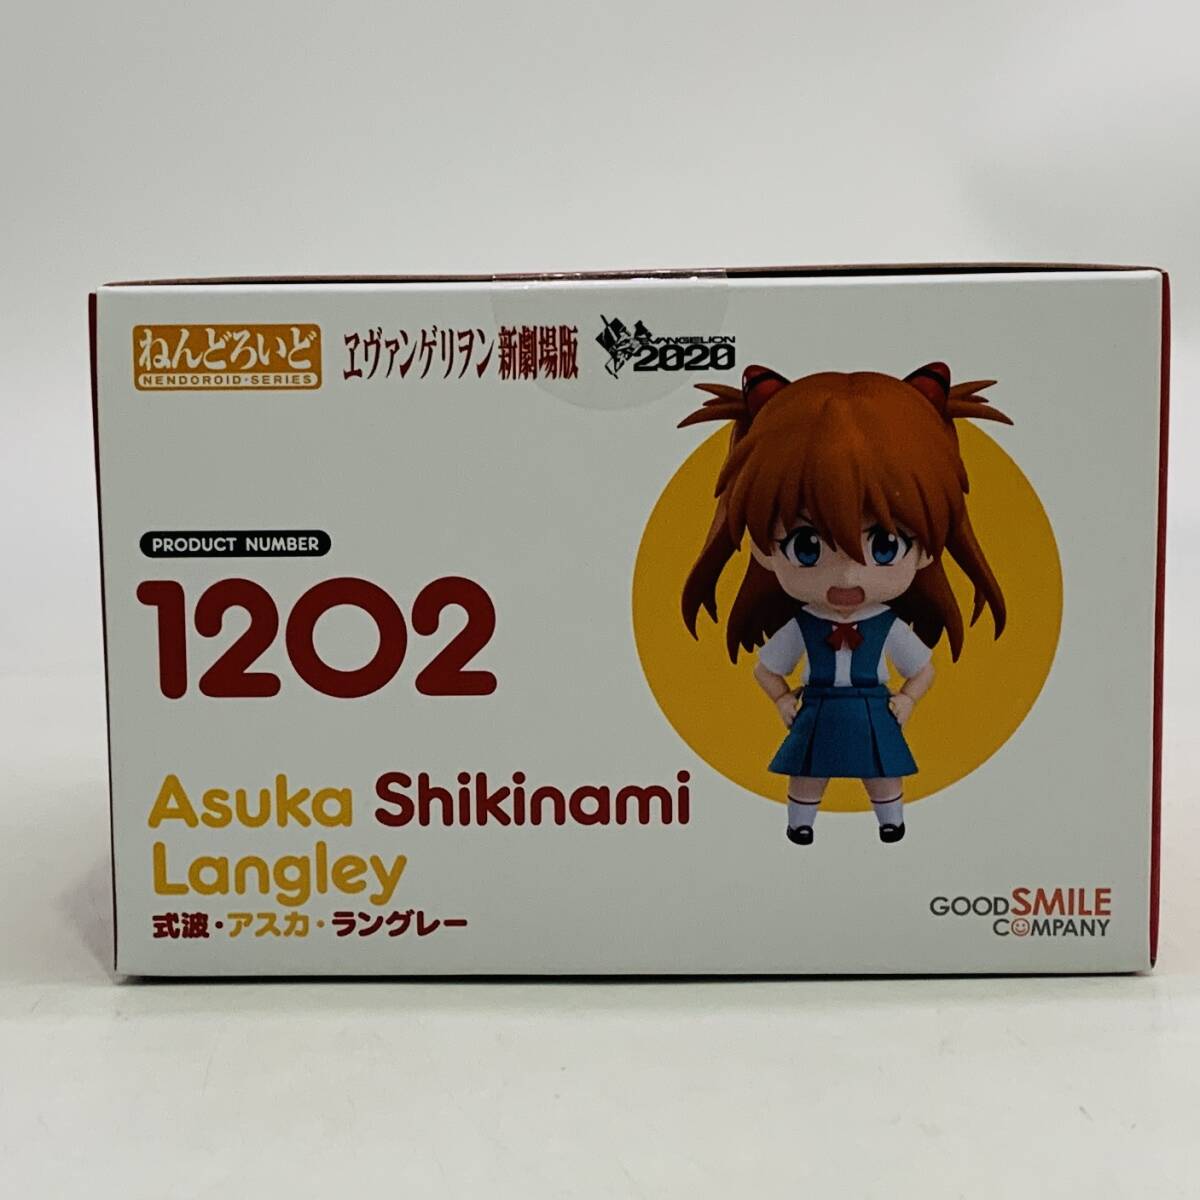 ねんどろいど
NENDOROID・SERIES
ヱヴァンゲリヲン新劇場版
EVANGELION
2020
PRODUCT NUMBER
1202
Asuka Shikinami
Langley
式波・アスカ・ラングレー
GOOD SMILE
COMPANY